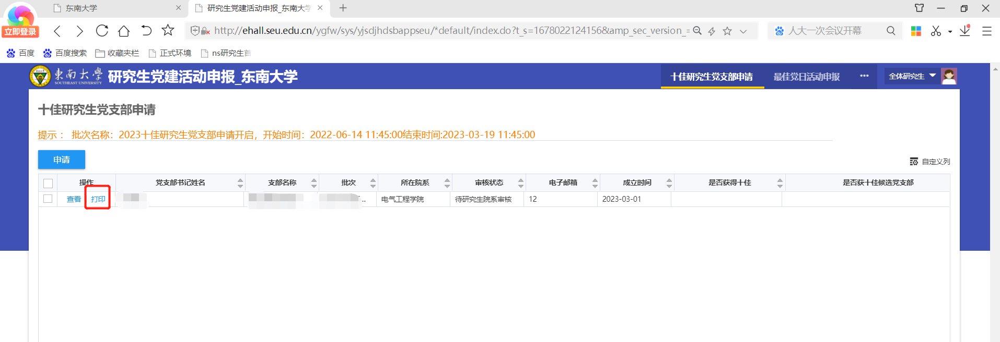 东南大学
研究生党建活动申报_东南大学
立即登录
http://ehall.seu.edu.cn/ygfw/sys/yjsdjhdsbappseu/*default/index.do?t_s=1678022124156&amp_sec_version_=
人大一次会议开幕
百度
百度搜索
收藏夹栏
正式环境
ns研究生首
東南大學
SOUTHEAST UNIVERSITY
研究生党建活动申报_东南大学
十佳研究生党支部申请
最佳党日活动申报
···
全体研究生
十佳研究生党支部申请
提示： 批次名称：2023十佳研究生党支部申请开启，开始时间：2022-06-14 11:45:00结束时间:2023-03-19 11:45:00
申请
自定义列
操作 党支部书记姓名 支部名称 批次 所在院系 审核状态 电子邮箱 成立时间 是否获得十佳 是否获十佳候选党支部
查看 打印 .. 电气工程学院 待研究生院系审核 12 2023-03-01